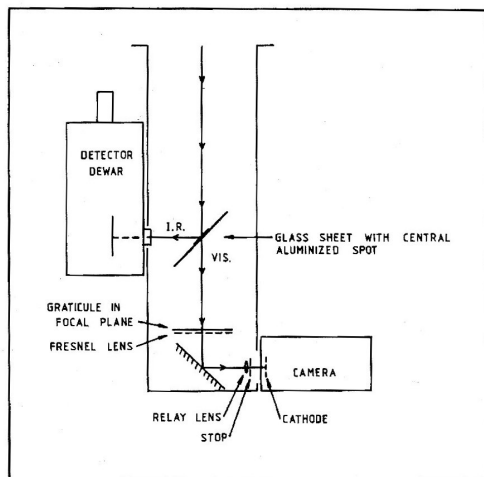 DETECTOR
DEWAR
I.R.
VIS.
GLASS SHEET WITH CENTRAL
ALUMINIZED SPOT
GRATICULE IN
FOCAL PLANE
FRESNEL LENS
CAMERA
RELAY LENS
STOP
CATHODE